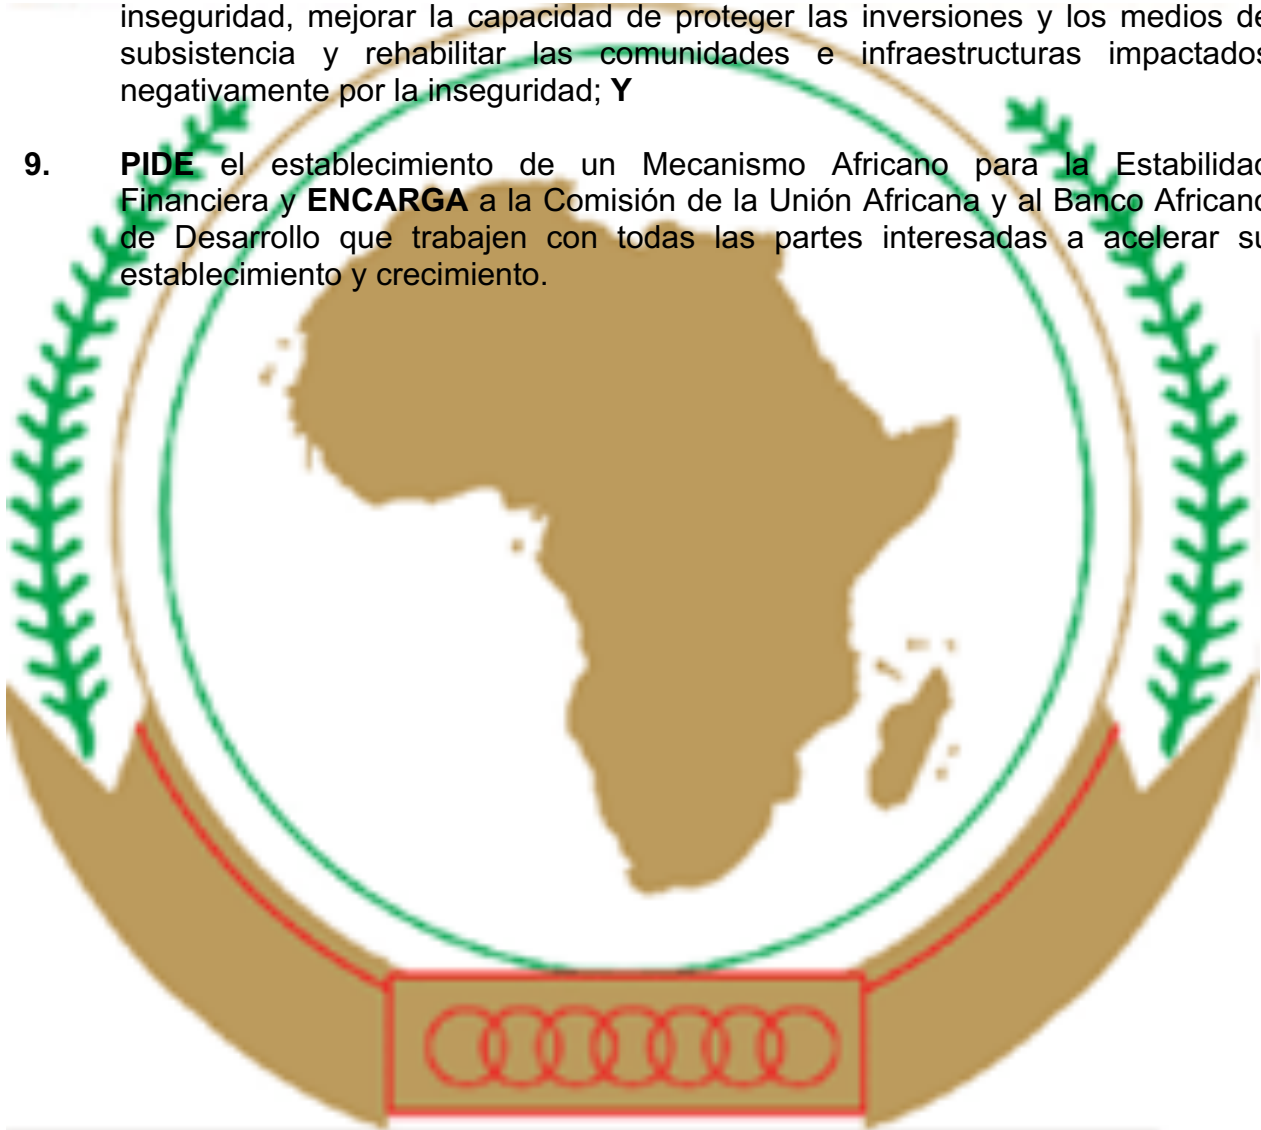 inseguridad, mejorar la capacidad de proteger las inversiones y los medios de
subsistencia y rehabilitar las comunidades e infraestructuras impactados
negativamente por la inseguridad; Y
9. PIDE el establecimiento de un Mecanismo Africano para la Estabilidad
Financiera y ENCARGA a la Comisión de la Unión Africana y al Banco Africano
de Desarrollo que trabajen con todas las partes interesadas a acelerar su
establecimiento y crecimiento.